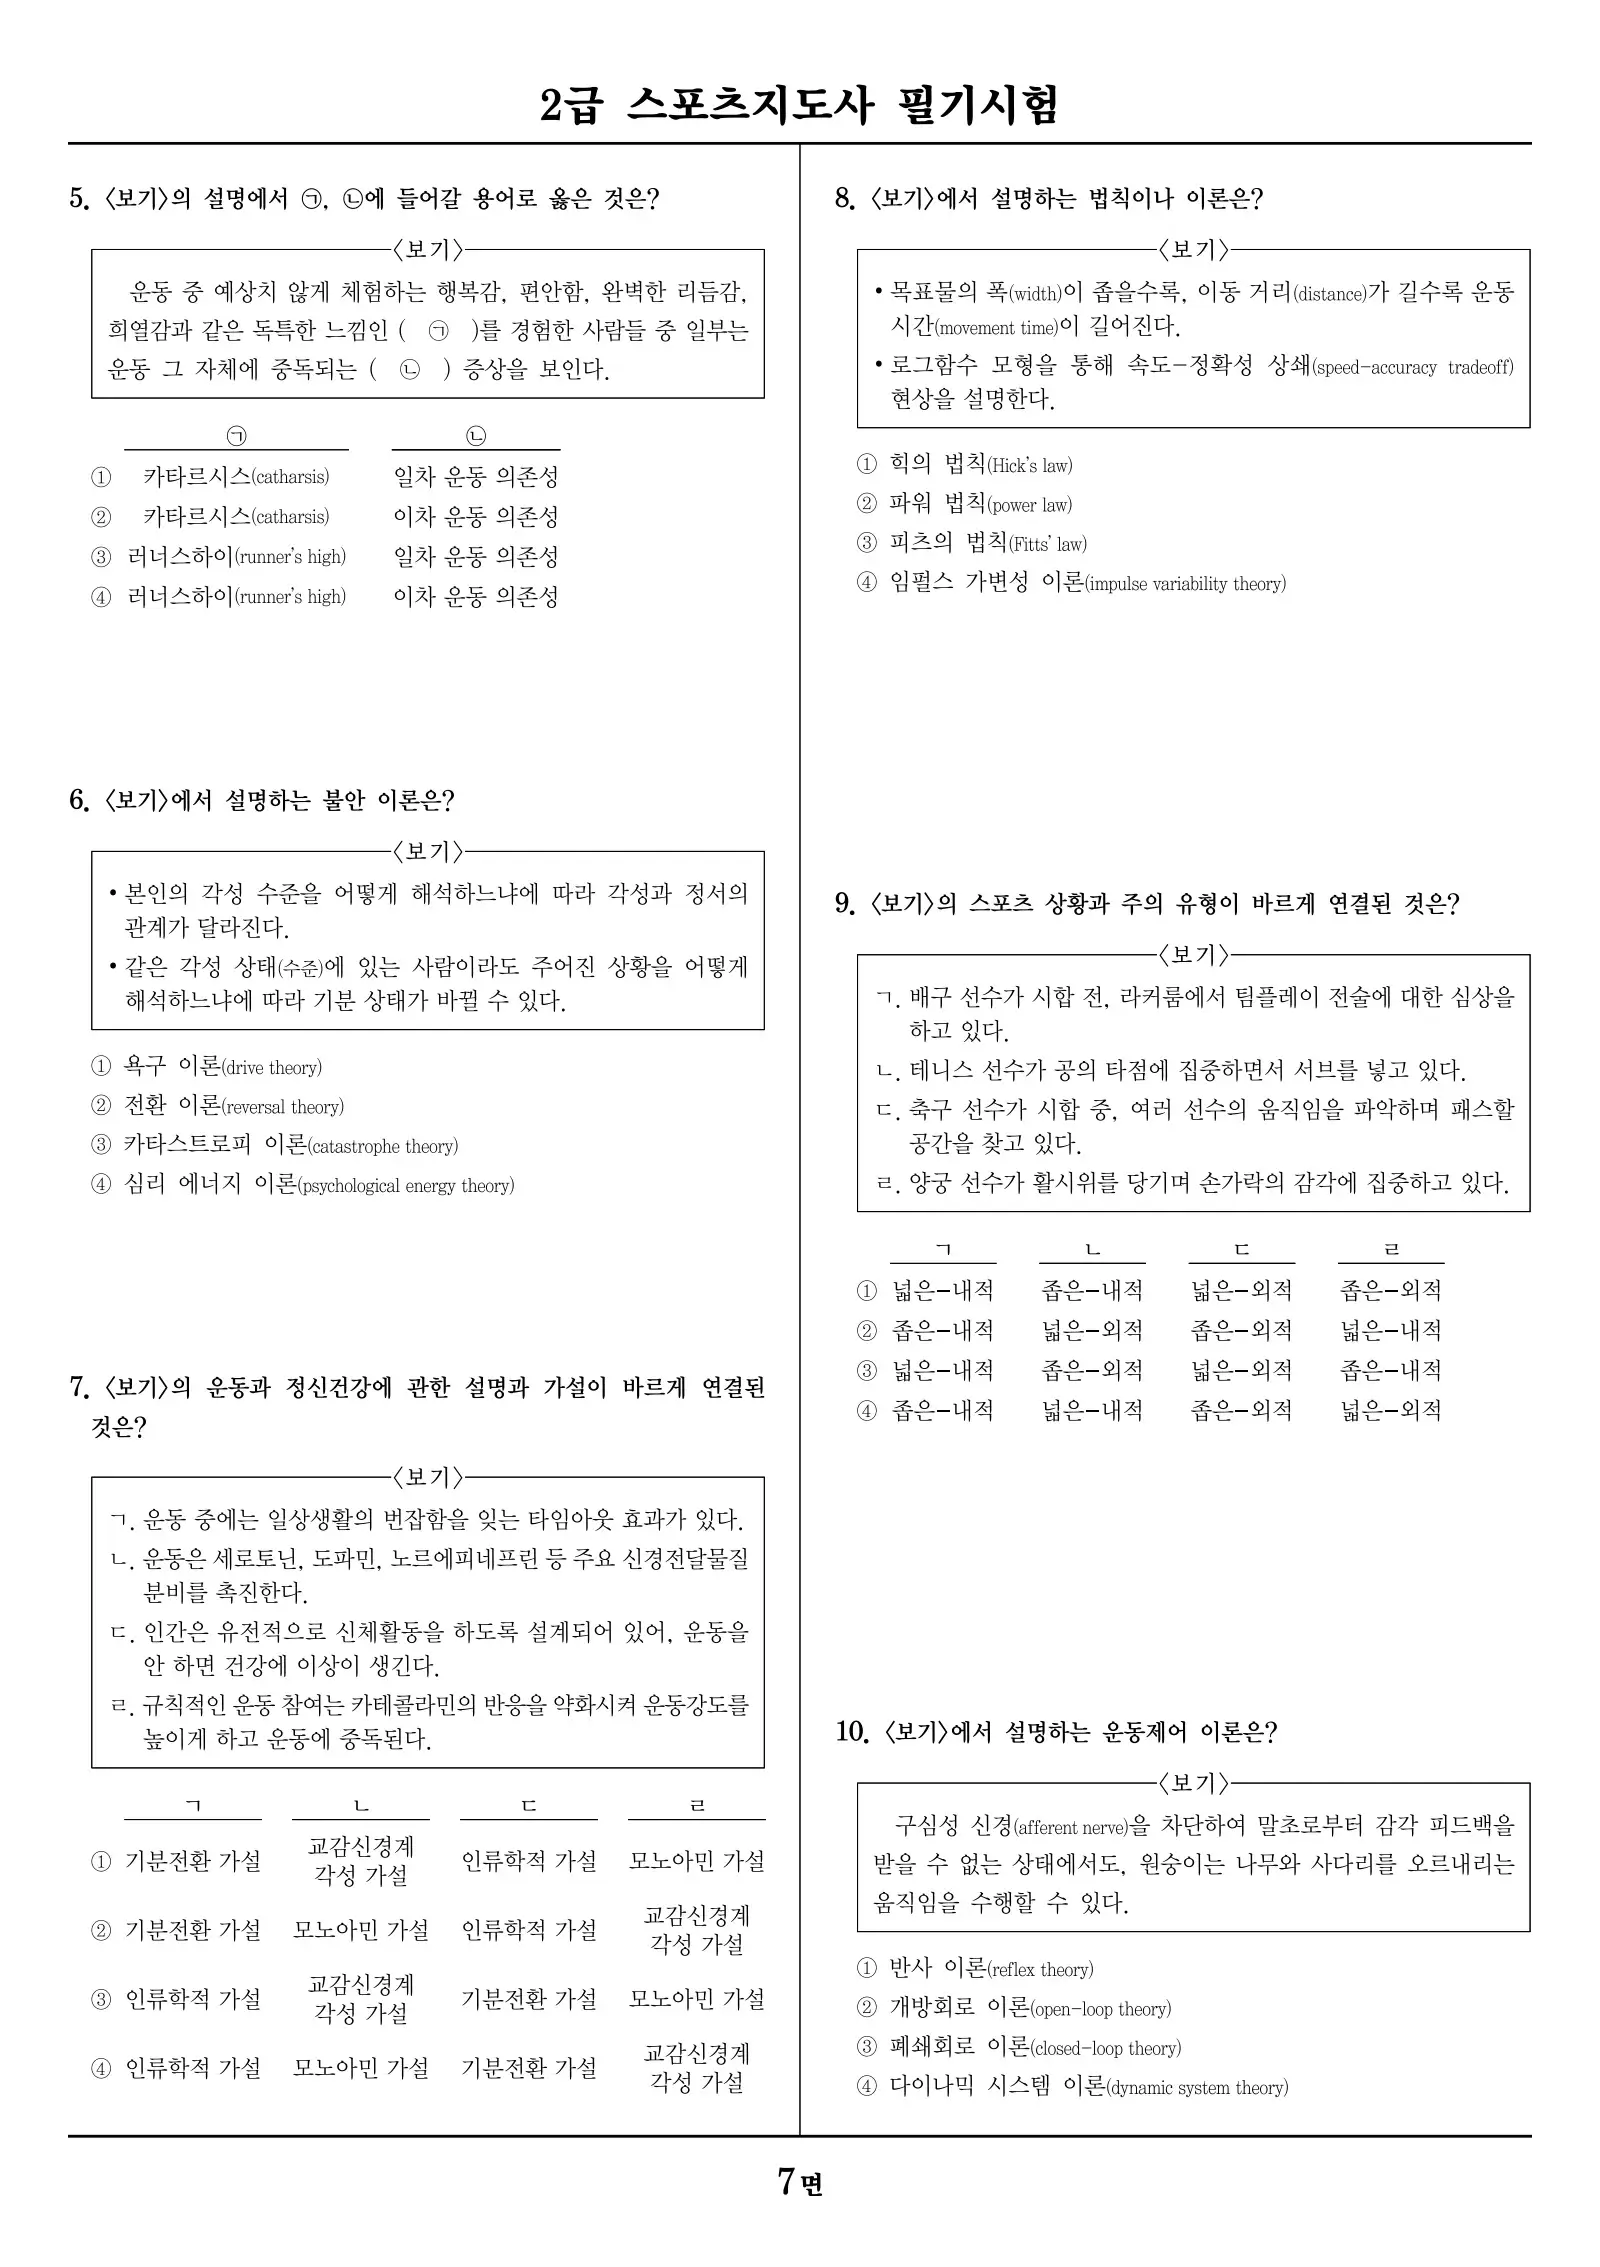 2급 스포츠지도사 필기시험
5. 〈보기〉의 설명에서 ㉠, ㉡에 들어갈 용어로 옳은 것은?
〈보기〉
운동 중 예상치 않게 체험하는 행복감, 편안함, 완벽한 리듬감,
희열감과 같은 독특한 느낌인 ( ㉠ )를 경험한 사람들 중 일부는
운동 그 자체에 중독되는 ( ㉡ ) 증상을 보인다.
㉠ ㉡
① 카타르시스(catharsis) 일차 운동 의존성
② 카타르시스(catharsis) 이차 운동 의존성
③ 러너스하이(runner's high) 일차 운동 의존성
④ 러너스하이(runner's high) 이차 운동 의존성
6. 〈보기〉에서 설명하는 불안 이론은?
〈보기〉
• 본인의 각성 수준을 어떻게 해석하느냐에 따라 각성과 정서의
관계가 달라진다.
• 같은 각성 상태(수준)에 있는 사람이라도 주어진 상황을 어떻게
해석하느냐에 따라 기분 상태가 바뀔 수 있다.
① 욕구 이론(drive theory)
② 전환 이론(reversal theory)
③ 카타스트로피 이론(catastrophe theory)
④ 심리 에너지 이론(psychological energy theory)
7. 〈보기〉의 운동과 정신건강에 관한 설명과 가설이 바르게 연결된
것은?
〈보기〉
ㄱ. 운동 중에는 일상생활의 번잡함을 잊는 타임아웃 효과가 있다.
ㄴ. 운동은 세로토닌, 도파민, 노르에피네프린 등 주요 신경전달물질
분비를 촉진한다.
ㄷ. 인간은 유전적으로 신체활동을 하도록 설계되어 있어, 운동을
안 하면 건강에 이상이 생긴다.
ㄹ. 규칙적인 운동 참여는 카테콜라민의 반응을 약화시켜 운동강도를
높이게 하고 운동에 중독된다.
ㄱ ㄴ ㄷ ㄹ
① 기분전환 가설 교감신경계 각성 가설 인류학적 가설 모노아민 가설
② 기분전환 가설 모노아민 가설 인류학적 가설 교감신경계 각성 가설
③ 인류학적 가설 교감신경계 각성 가설 기분전환 가설 모노아민 가설
④ 인류학적 가설 모노아민 가설 기분전환 가설 교감신경계 각성 가설
8. 〈보기〉에서 설명하는 법칙이나 이론은?
〈보기〉
• 목표물의 폭(width)이 좁을수록, 이동 거리(distance)가 길수록 운동
시간(movement time)이 길어진다.
• 로그함수 모형을 통해 속도-정확성 상쇄(speed-accuracy tradeoff)
현상을 설명한다.
① 힉의 법칙(Hick's law)
② 파워 법칙(power law)
③ 피츠의 법칙(Fitts' law)
④ 임펄스 가변성 이론(impulse variability theory)
9. 〈보기〉의 스포츠 상황과 주의 유형이 바르게 연결된 것은?
〈보기〉
ㄱ. 배구 선수가 시합 전, 라커룸에서 팀플레이 전술에 대한 심상을
하고 있다.
ㄴ. 테니스 선수가 공의 타점에 집중하면서 서브를 넣고 있다.
ㄷ. 축구 선수가 시합 중, 여러 선수의 움직임을 파악하며 패스할
공간을 찾고 있다.
ㄹ. 양궁 선수가 활시위를 당기며 손가락의 감각에 집중하고 있다.
ㄱ ㄴ ㄷ ㄹ
① 넓은-내적 좁은-내적 넓은-외적 좁은-외적
② 좁은-내적 넓은-외적 좁은-외적 넓은-내적
③ 넓은-내적 좁은-외적 넓은-외적 좁은-내적
④ 좁은-내적 넓은-내적 좁은-외적 넓은-외적
10. 〈보기〉에서 설명하는 운동제어 이론은?
〈보기〉
구심성 신경(afferent nerve)을 차단하여 말초로부터 감각 피드백을
받을 수 없는 상태에서도, 원숭이는 나무와 사다리를 오르내리는
움직임을 수행할 수 있다.
① 반사 이론(reflex theory)
② 개방회로 이론(open-loop theory)
③ 폐쇄회로 이론(closed-loop theory)
④ 다이나믹 시스템 이론(dynamic system theory)
7면